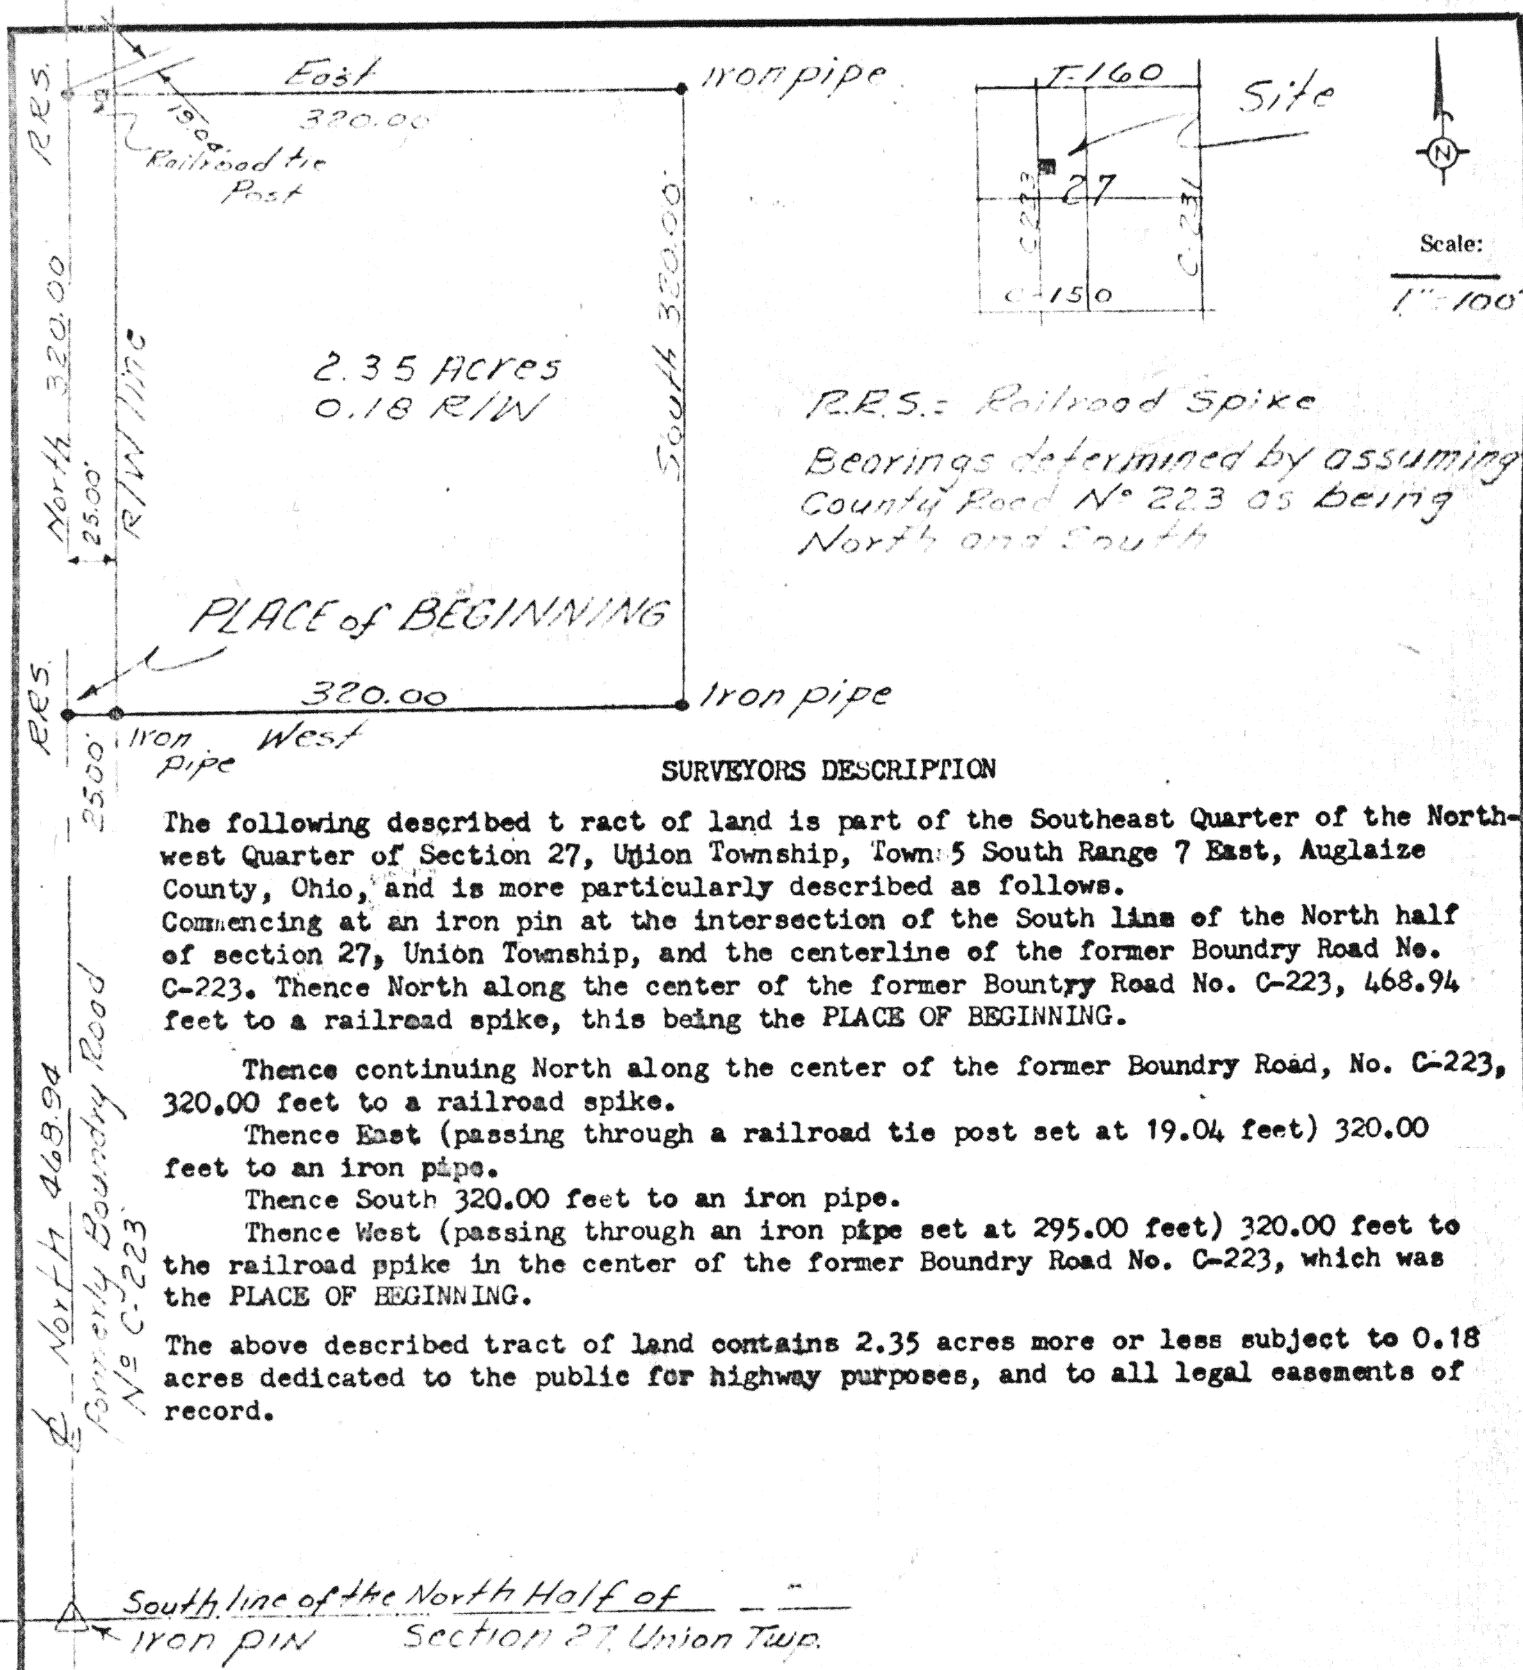 East
320.00
Iron pipe
R.R.S.
19.04
Railroad tie
Post
T-160
Site
27
C 223
C-231
C-150
N
Scale:
1"=100'
North 320.00
25.00'
R/W line
2.35 Acres
0.18 R/W
South 320.00'
R.R.S.= Railroad Spike
Bearings determined by assuming
County Road Nº 223 as being
North and South
PLACE of BEGINNING
R.R.S.
320.00
West
Iron pipe
Iron
pipe
25.00'
SURVEYORS DESCRIPTION
The following described t ract of land is part of the Southeast Quarter of the North-
west Quarter of Section 27, Union Township, Town 5 South Range 7 East, Auglaize
County, Ohio, and is more particularly described as follows.
Commencing at an iron pin at the intersection of the South line of the North half
of section 27, Union Township, and the centerline of the former Boundry Road No.
C-223. Thence North along the center of the former Bountry Road No. C-223, 468.94
feet to a railroad spike, this being the PLACE OF BEGINNING.
Thence continuing North along the center of the former Boundry Road, No. C-223,
320.00 feet to a railroad spike.
Thence East (passing through a railroad tie post set at 19.04 feet) 320.00
feet to an iron pipe.
Thence South 320.00 feet to an iron pipe.
Thence West (passing through an iron pipe set at 295.00 feet) 320.00 feet to
the railroad ppike in the center of the former Boundry Road No. C-223, which was
the PLACE OF BEGINNING.
The above described tract of land contains 2.35 acres more or less subject to 0.18
acres dedicated to the public for highway purposes, and to all legal easements of
record.
℄ North 468.94
Formerly Boundry Road
Nº C-223
South line of the North Half of
Iron PIN Section 27, Union Twp.